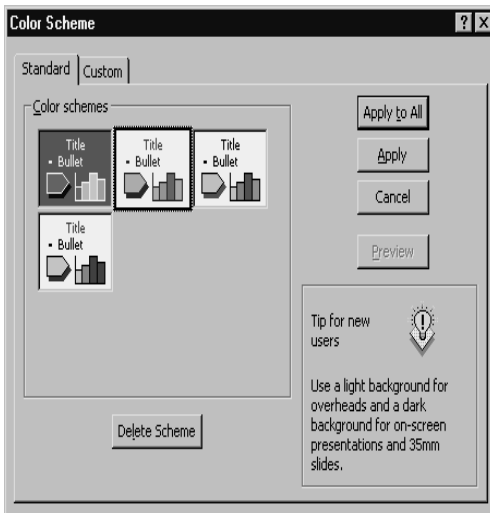 Color Scheme
? X
Standard Custom
Color schemes
Title
• Bullet
Title
• Bullet
Title
• Bullet
Title
• Bullet
Delete Scheme
Apply to All
Apply
Cancel
Preview
Tip for new
users
Use a light background for
overheads and a dark
background for on-screen
presentations and 35mm
slides.